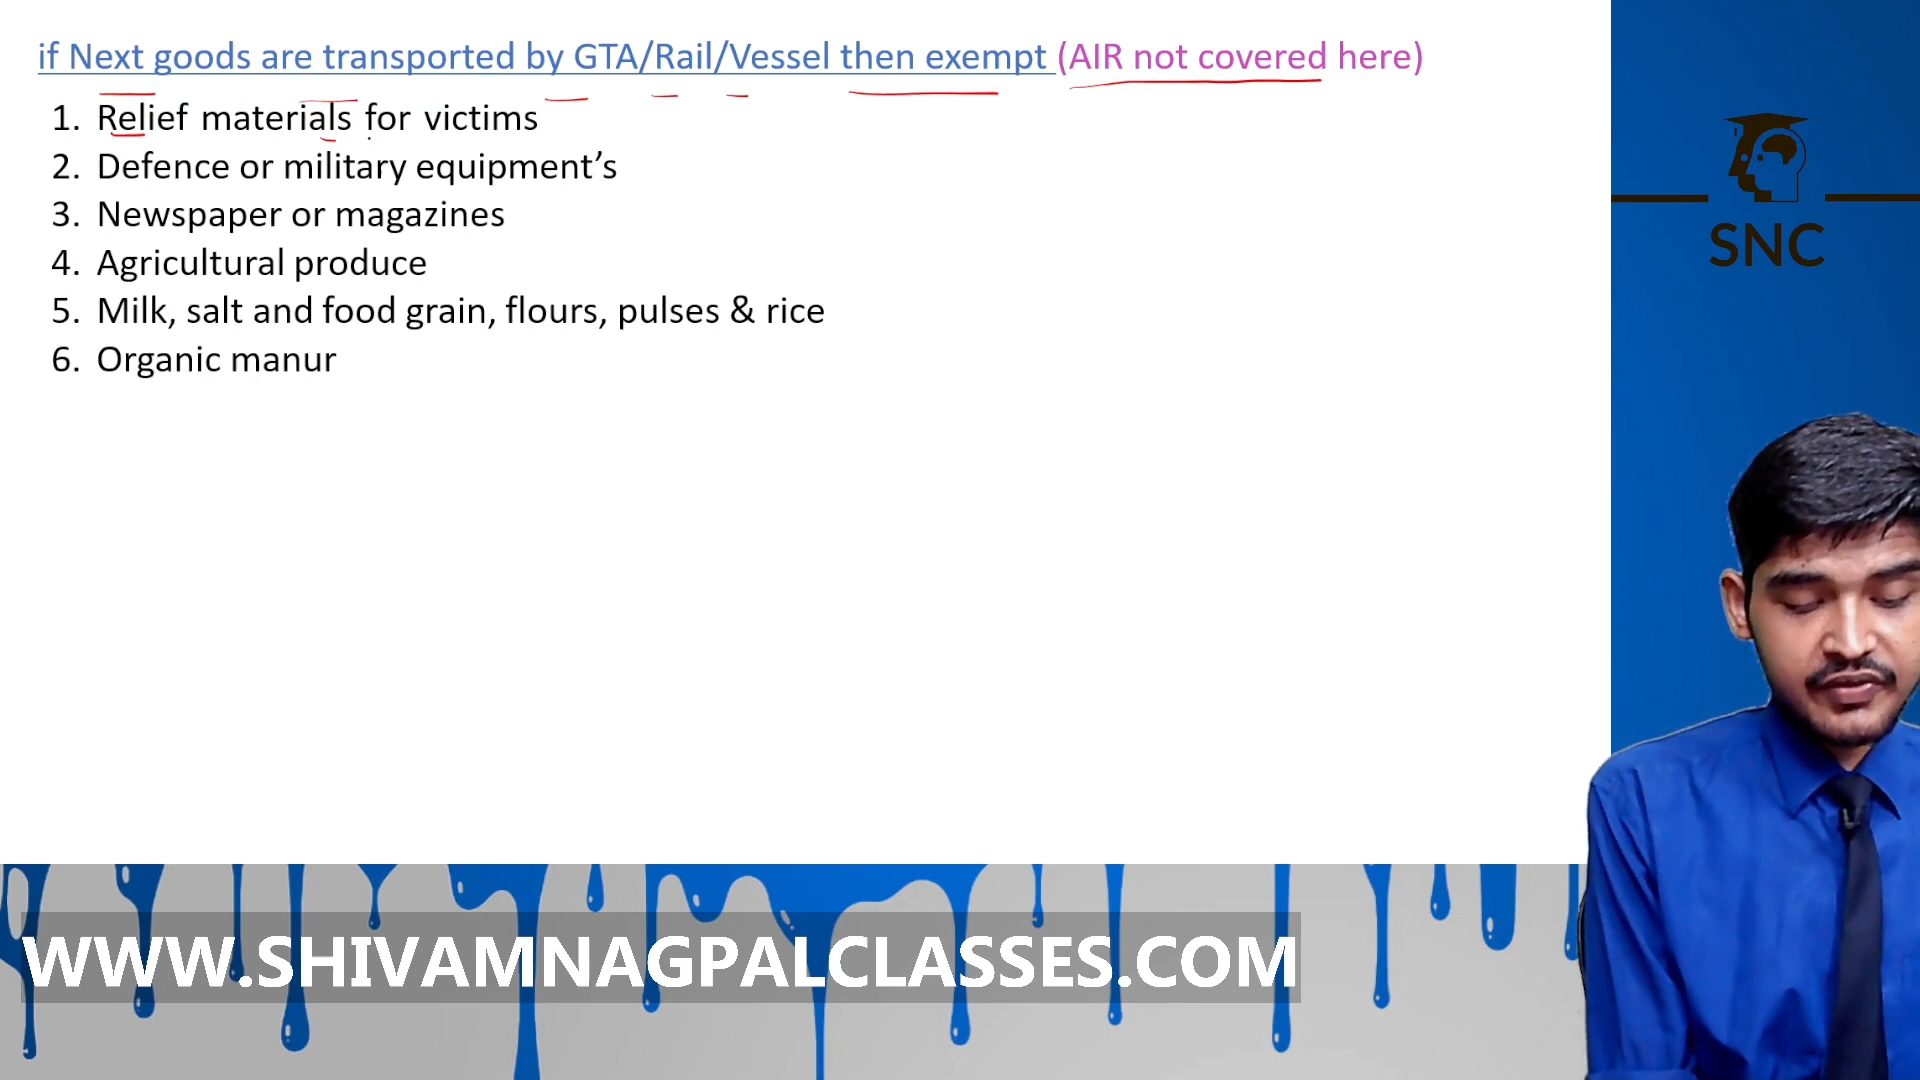 if Next goods are transported by GTA/Rail/Vessel then exempt (AIR not covered here)
1. Relief materials for victims
2. Defence or military equipment’s
3. Newspaper or magazines
4. Agricultural produce
5. Milk, salt and food grain, flours, pulses & rice
6. Organic manur
SNC
WWW.SHIVAMNAGPALCLASSES.COM